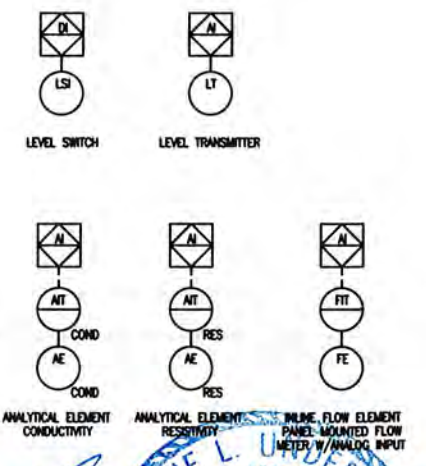 DI
AI
LSI
LT
LEVEL SWITCH
LEVEL TRANSMITTER
AI
AI
AI
AIT
AIT
FIT
COND
RES
AE
AE
FE
COND
RES
ANALYTICAL ELEMENT
CONDUCTIVITY
ANALYTICAL ELEMENT
RESISTIVITY
INLINE FLOW ELEMENT
PANEL MOUNTED FLOW
METER W/ANALOG INPUT
L.